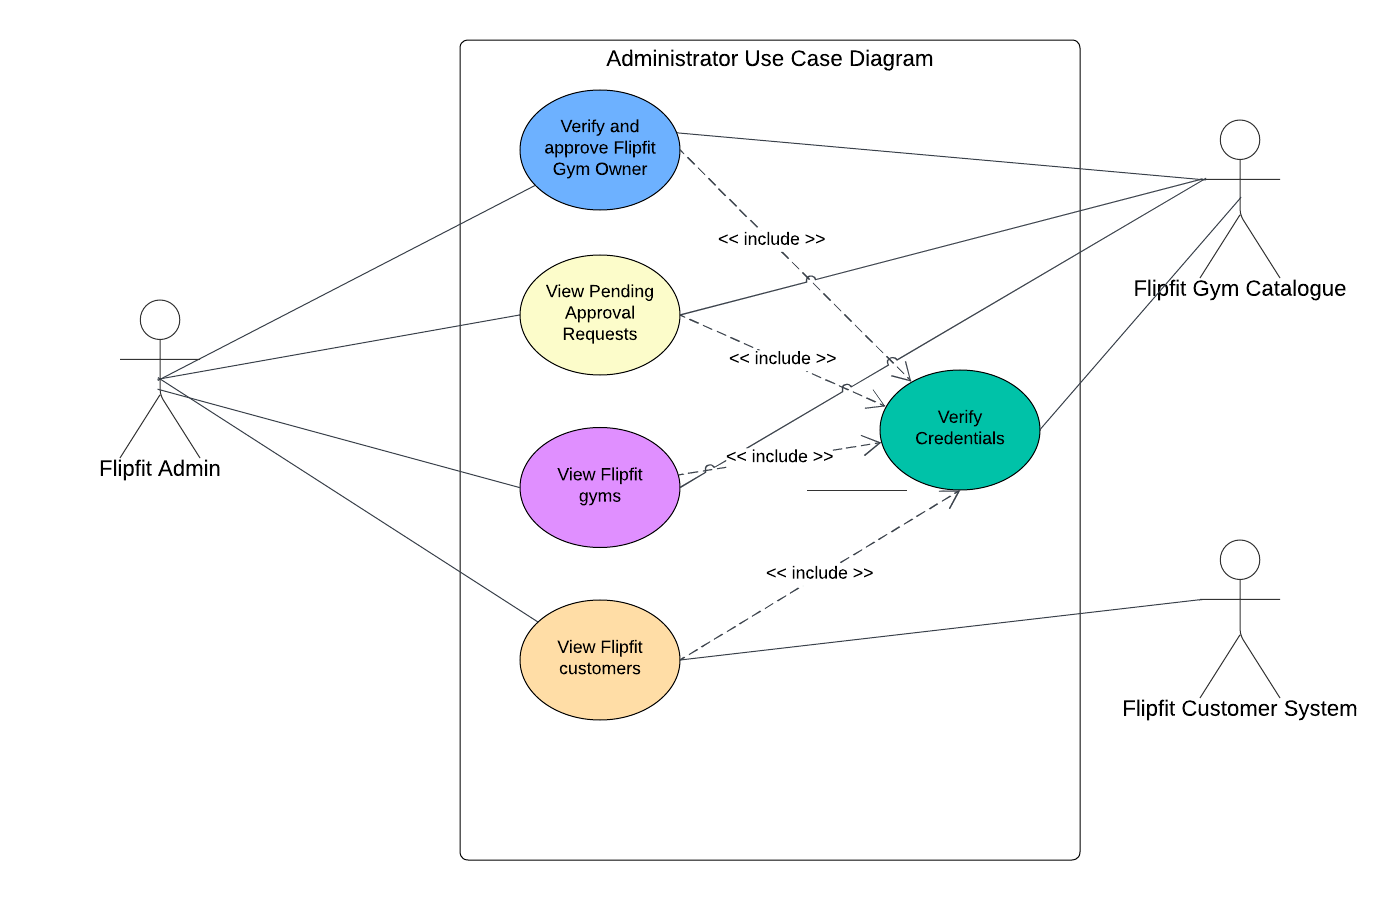 Administrator Use Case Diagram
Verify and
approve Flipfit
Gym Owner
<< include >>
View Pending
Approval
Requests
Flipfit Gym Catalogue
<< include >>
Verify
Credentials
Flipfit Admin
<< include >>
View Flipfit
gyms
<< include >>
View Flipfit
customers
Flipfit Customer System